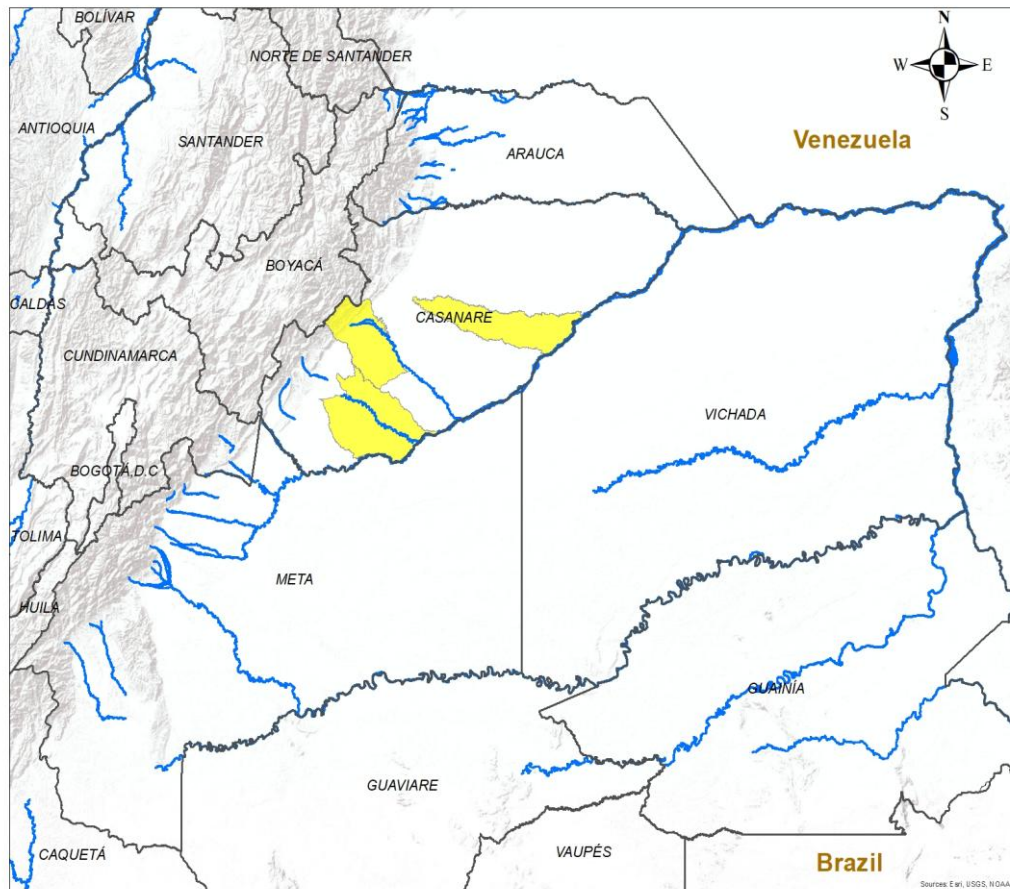 BOLÍVAR
NORTE DE SANTANDER
N
W
E
S
ANTIOQUIA
SANTANDER
ARAUCA
Venezuela
BOYACÁ
CALDAS
CASANARE
CUNDINAMARCA
VICHADA
BOGOTÁ D.C
TOLIMA
META
HUILA
GUAINÍA
GUAVIARE
CAQUETÁ
VAUPÉS
Brazil
Sources: Esri, USGS, NOAA